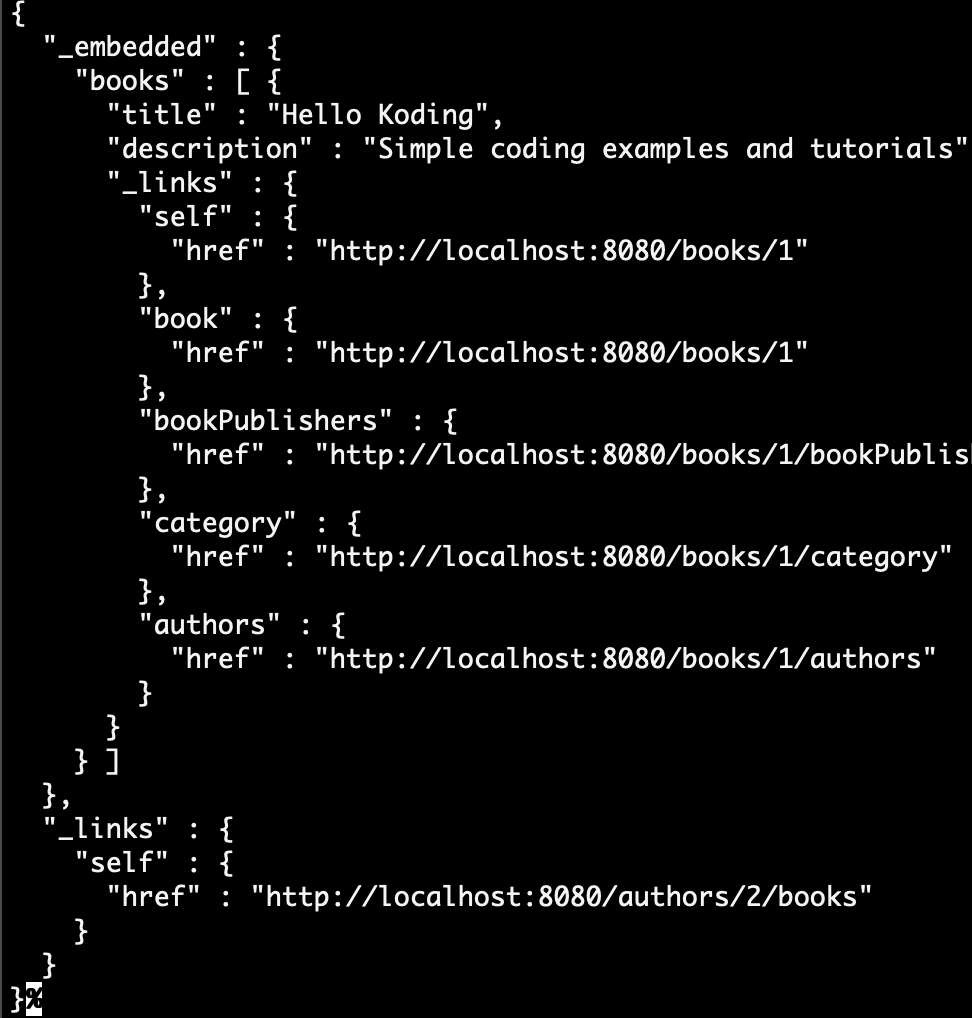 {
  "_embedded" : {
    "books" : [ {
      "title" : "Hello Koding",
      "description" : "Simple coding examples and tutorials"
      "_links" : {
        "self" : {
          "href" : "http://localhost:8080/books/1"
        },
        "book" : {
          "href" : "http://localhost:8080/books/1"
        },
        "bookPublishers" : {
          "href" : "http://localhost:8080/books/1/bookPublis
        },
        "category" : {
          "href" : "http://localhost:8080/books/1/category"
        },
        "authors" : {
          "href" : "http://localhost:8080/books/1/authors"
        }
      }
    } ]
  },
  "_links" : {
    "self" : {
      "href" : "http://localhost:8080/authors/2/books"
    }
  }
}%